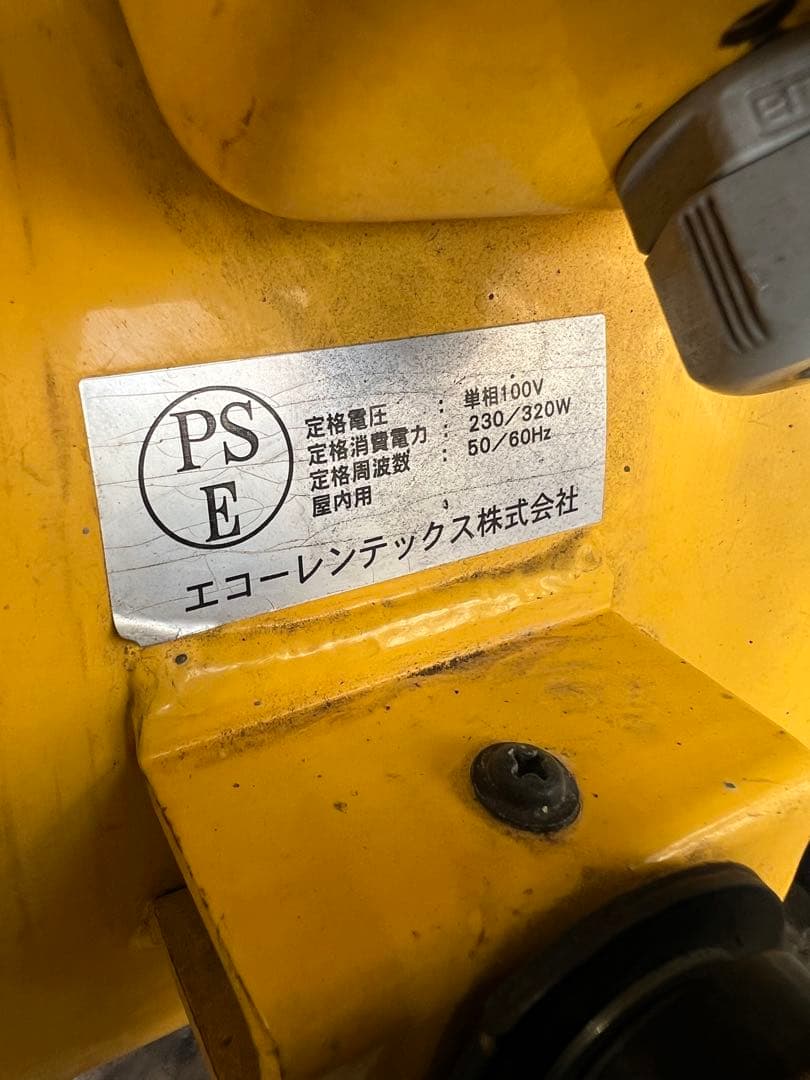 PS
E
定格電圧 : 単相100V
定格消費電力 : 230/320W
定格周波数 : 50/60Hz
屋内用
エコーレンテックス株式会社